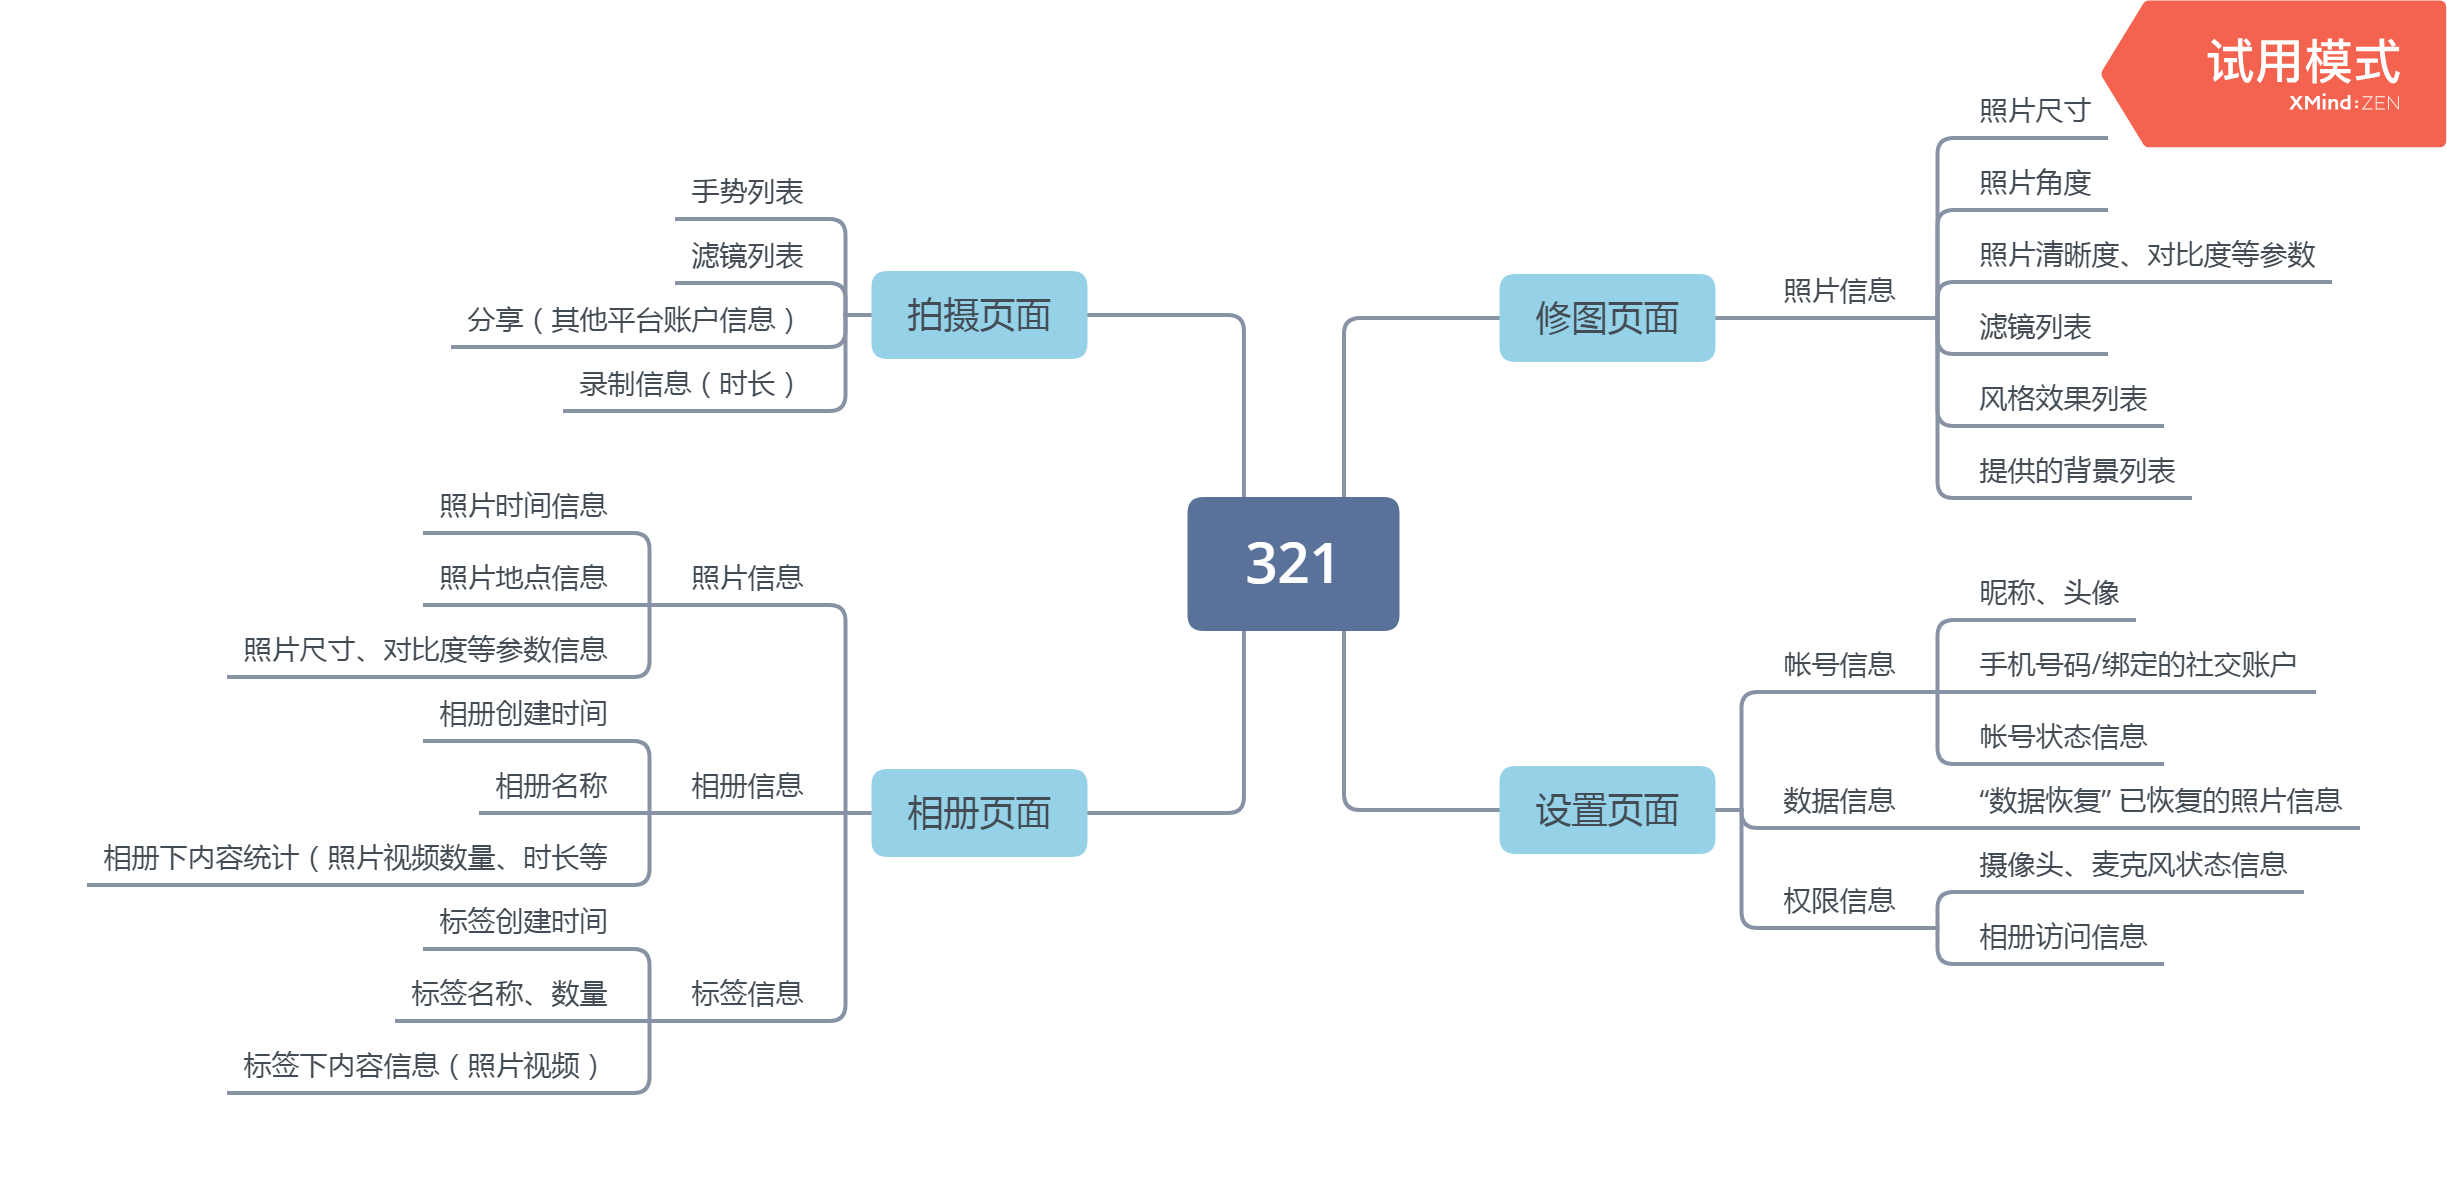 试用模式
XMind:ZEN
321
修图页面
照片信息
照片尺寸
照片角度
照片清晰度、对比度等参数
滤镜列表
风格效果列表
提供的背景列表
设置页面
帐号信息
昵称、头像
手机号码/绑定的社交账户
帐号状态信息
数据信息
“数据恢复” 已恢复的照片信息
权限信息
摄像头、麦克风状态信息
相册访问信息
拍摄页面
手势列表
滤镜列表
分享（其他平台账户信息）
录制信息（时长）
相册页面
照片信息
照片时间信息
照片地点信息
照片尺寸、对比度等参数信息
相册信息
相册创建时间
相册名称
相册下内容统计（照片视频数量、时长等
标签信息
标签创建时间
标签名称、数量
标签下内容信息（照片视频）